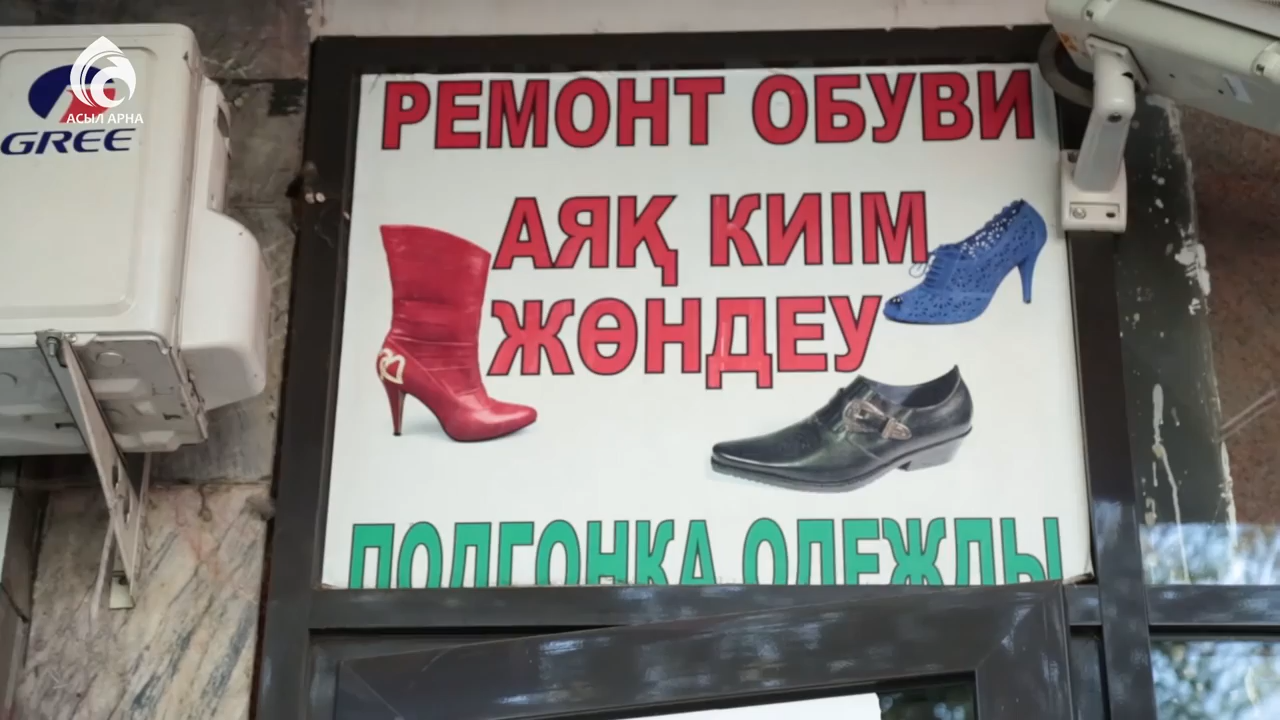 АСЫЛ АРНА
GREE
РЕМОНТ ОБУВИ
АЯҚ КИІМ
ЖӨНДЕУ
ПОДГОНКА ОДЕЖДЫ